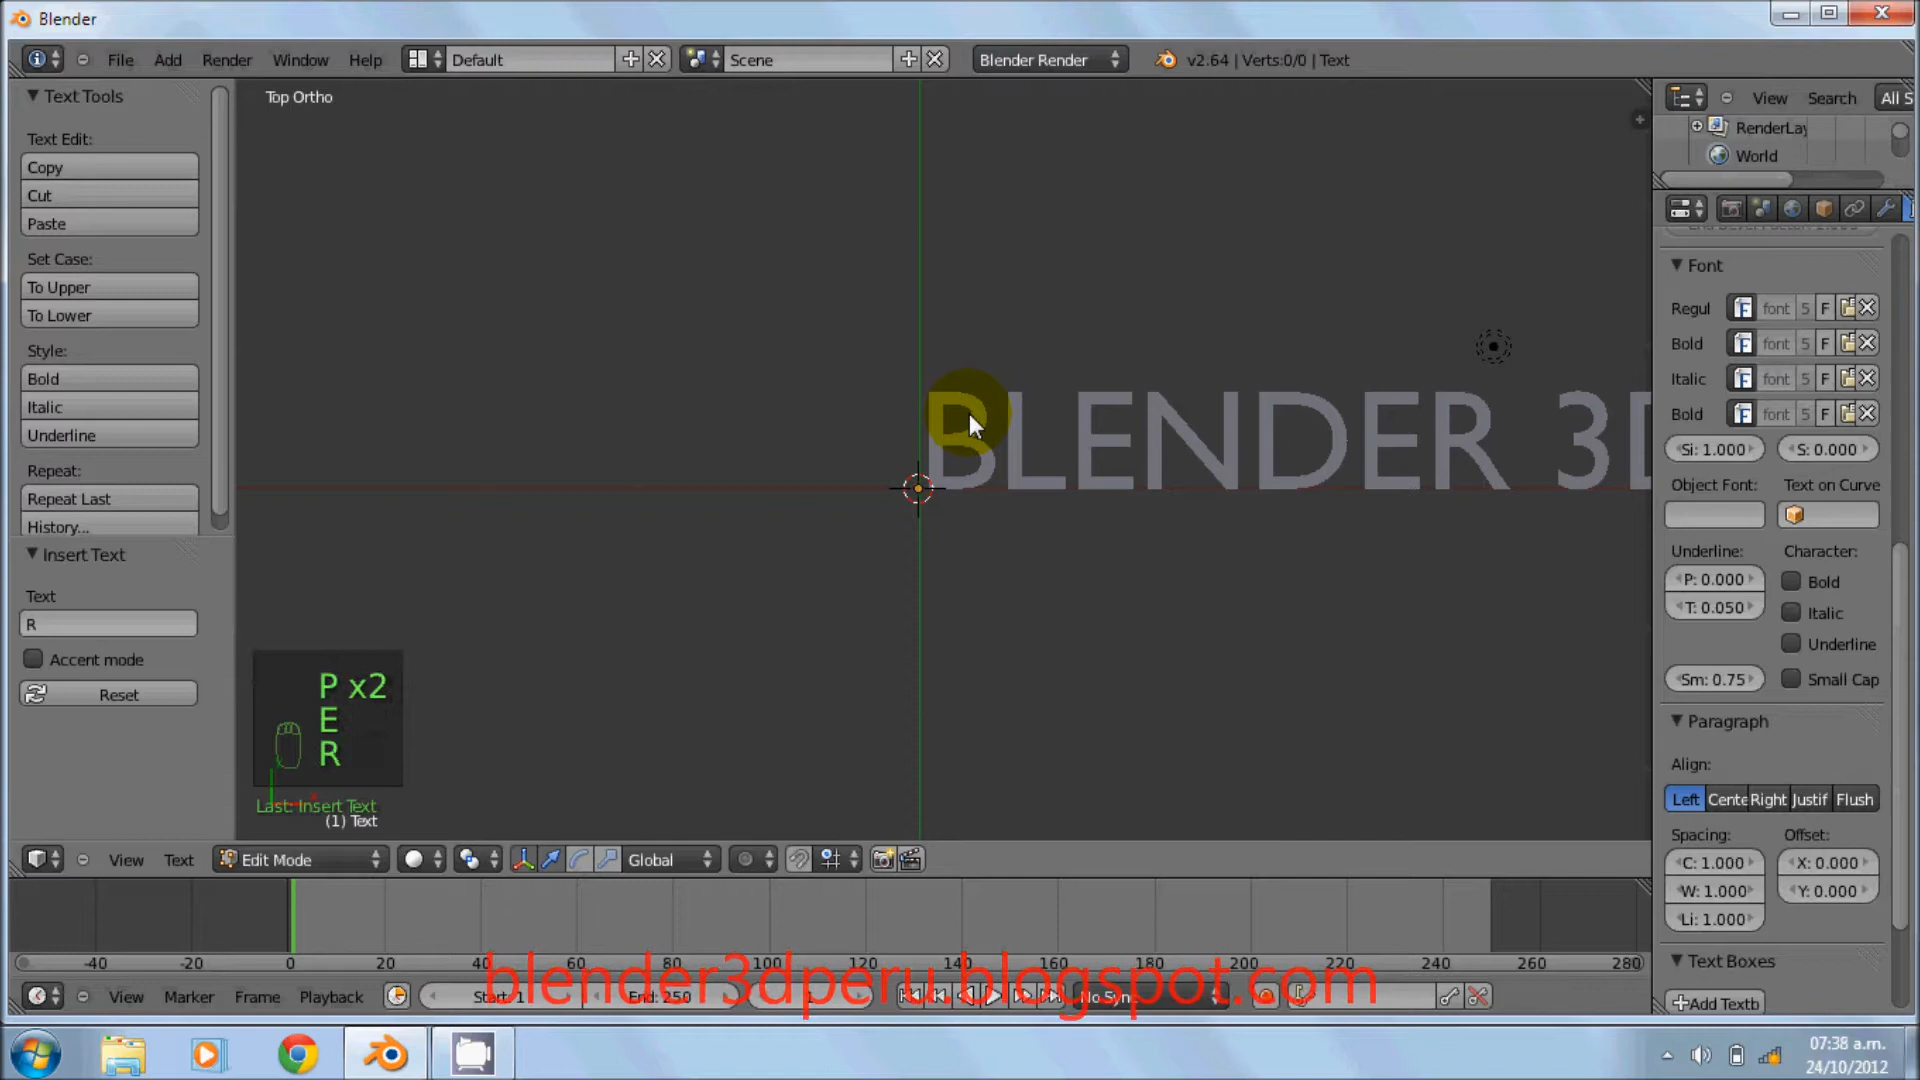 Blender
File Add Render Window Help Default Scene Blender Render v2.64 | Verts:0/0 | Text
Text Tools
Text Edit:
Copy
Cut
Paste
Set Case:
To Upper
To Lower
Style:
Bold
Italic
Underline
Repeat:
Repeat Last
History...
Insert Text
Text
R
Accent mode
Reset
Top Ortho
BLENDER 3D
P x2
E
R
Last: Insert Text
(1) Text
View Text Edit Mode Global
View Search All S
RenderLay
World
Font
Regul font 5 F
Bold font 5 F
Italic font 5 F
Bold font 5 F
Si: 1.000 S: 0.000
Object Font: Text on Curve
Underline: Character:
P: 0.000 Bold
T: 0.050 Italic
Underline
Sm: 0.75 Small Cap
Paragraph
Align:
Left Cente Right Justif Flush
Spacing: Offset:
C: 1.000 X: 0.000
W: 1.000 Y: 0.000
Li: 1.000
Text Boxes
Add Textb
-40 -20 0 20 40 60 80 100 120 140 160 180 200 220 240 260 280
View Marker Frame Playback Start: 1 End: 250 1 No Sync
blender3dperu.blogspot.com
07:38 a.m.
24/10/2012